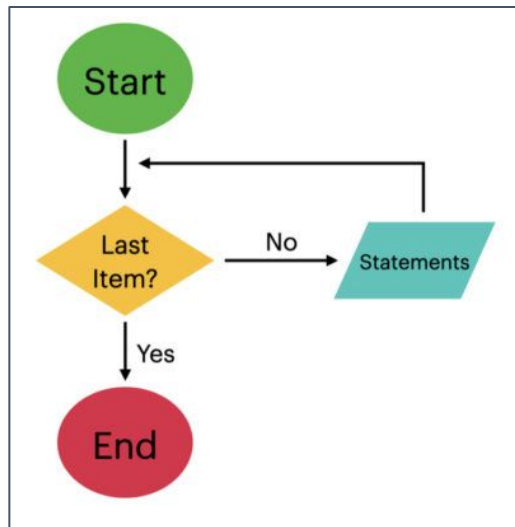 Start
Last
Item?
No
Statements
Yes
End